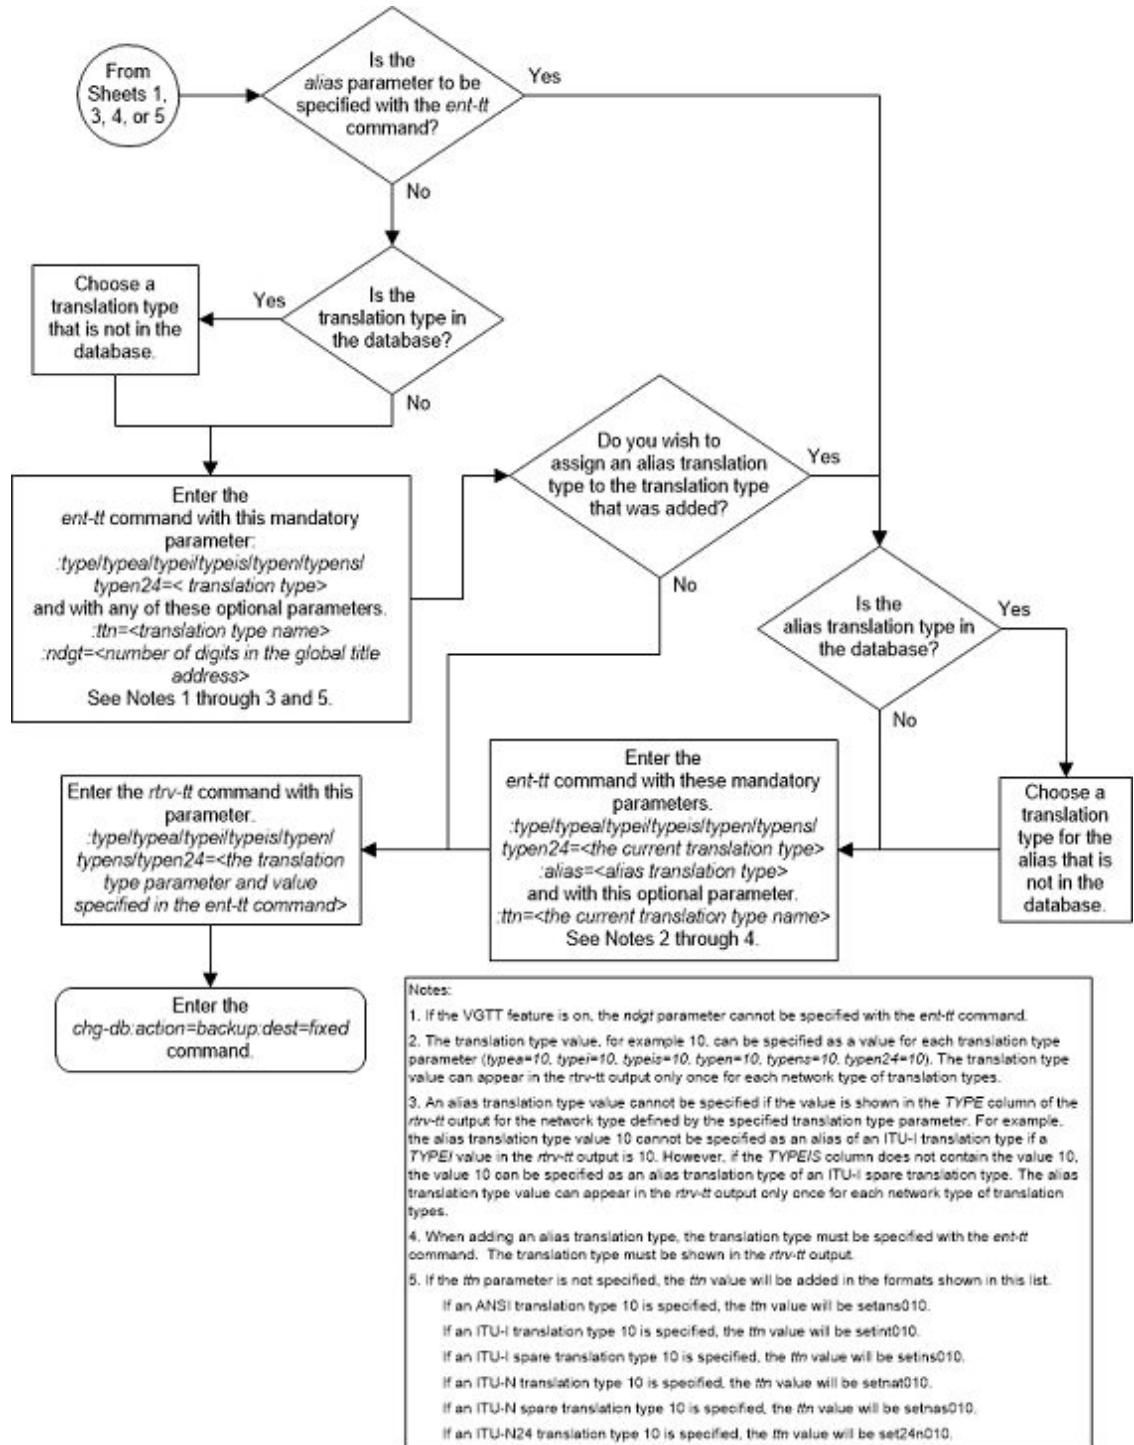 From
Sheets 1,
3, 4, or 5
Is the
alias parameter to be
specified with the ent-tt
command?
Yes
No
Choose a
translation type
that is not in the
database.
Yes
Is the
translation type in
the database?
No
Enter the
ent-tt command with this mandatory
parameter:
:type/typea/typei/typeis/typen/typens/
typen24=< translation type>
and with any of these optional parameters.
:ttn=<translation type name>
:ndgt=<number of digits in the global title
address>
See Notes 1 through 3 and 5.
Do you wish to
assign an alias translation
type to the translation type
that was added?
Yes
No
Is the
alias translation type in
the database?
Yes
No
Choose a
translation
type for the
alias that is
not in the
database.
Enter the
ent-tt command with these mandatory
parameters.
:type/typea/typei/typeis/typen/typens/
typen24=<the current translation type>
:alias=<alias translation type>
and with this optional parameter.
:ttn=<the current translation type name>
See Notes 2 through 4.
Enter the rtrv-tt command with this
parameter.
:type/typea/typei/typeis/typen/
typens/typen24=<the translation
type parameter and value
specified in the ent-tt command>
Enter the
chg-db:action=backup:dest=fixed
command.
Notes:
1. If the VGTT feature is on, the ndgt parameter cannot be specified with the ent-tt command.
2. The translation type value, for example 10, can be specified as a value for each translation type
parameter (typea=10, typei=10, typeis=10, typen=10, typens=10, typen24=10). The translation type
value can appear in the rtrv-tt output only once for each network type of translation types.
3. An alias translation type value cannot be specified if the value is shown in the TYPE column of the
rtrv-tt output for the network type defined by the specified translation type parameter. For example,
the alias translation type value 10 cannot be specified as an alias of an ITU-I translation type if a
TYPEI value in the rtrv-tt output is 10. However, if the TYPEIS column does not contain the value 10,
the value 10 can be specified as an alias translation type of an ITU-I spare translation type. The alias
translation type value can appear in the rtrv-tt output only once for each network type of translation
types.
4. When adding an alias translation type, the translation type must be specified with the ent-tt
command. The translation type must be shown in the rtrv-tt output.
5. If the ttn parameter is not specified, the ttn value will be added in the formats shown in this list.
If an ANSI translation type 10 is specified, the ttn value will be setans010.
If an ITU-I translation type 10 is specified, the ttn value will be setint010.
If an ITU-I spare translation type 10 is specified, the ttn value will be setins010.
If an ITU-N translation type 10 is specified, the ttn value will be setnat010.
If an ITU-N spare translation type 10 is specified, the ttn value will be setnas010.
If an ITU-N24 translation type 10 is specified, the ttn value will be set24n010.